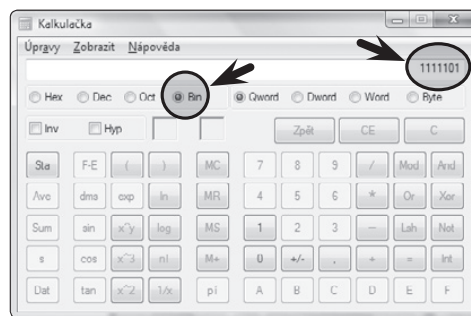 Kalkulačka
Úpravy Zobrazit Nápověda
1111101
Hex Dec Oct Bin Qword Dword Word Byte
Inv Hyp Zpět CE C
Sta F-E ( ) MC 7 8 9 / Mod And
Ave dms exp ln MR 4 5 6 * Or Xor
Sum sin x^y log MS 1 2 3 - Lsh Not
s cos x^3 n! M+ 0 +/- , + = Int
Dat tan x^2 1/x pi A B C D E F